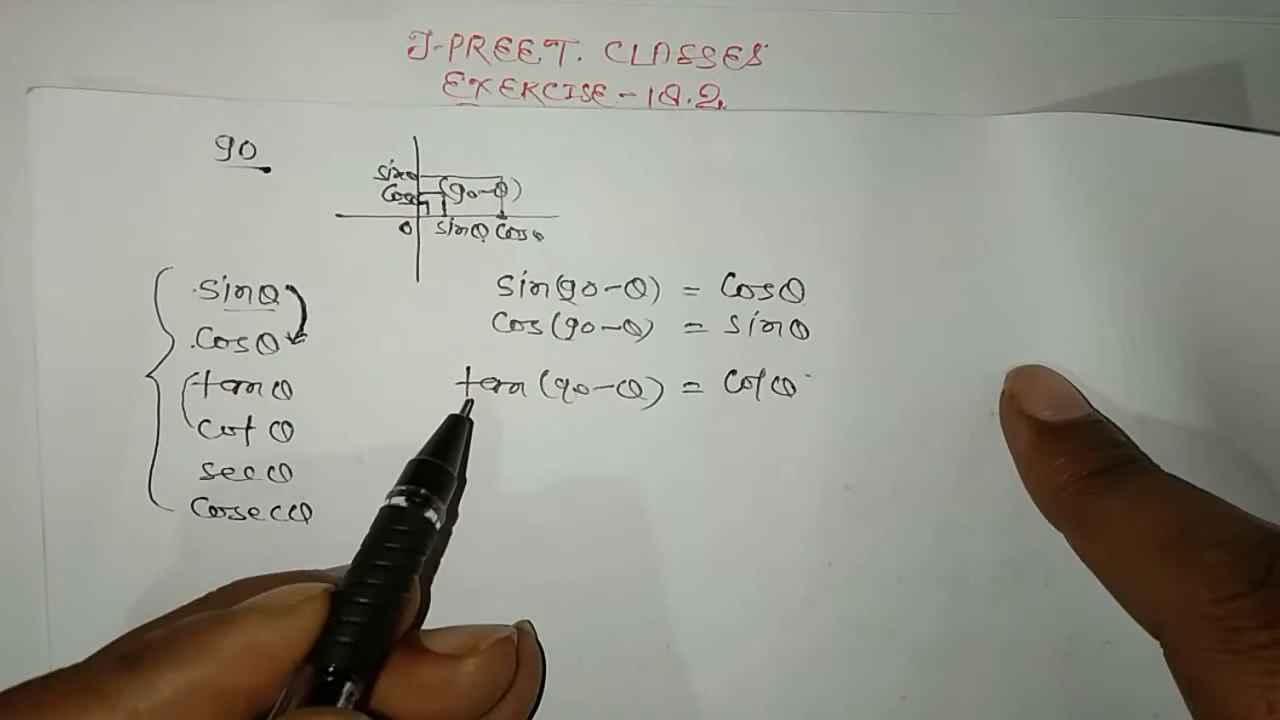 J-PREET. CLASSES
EXERCISE-18.2
90
sinθ
cosθ
(90-θ)
0 sinθ cosθ
sinθ
cosθ
tanθ
cotθ
secθ
cosecθ
sin(90-θ) = cosθ
cos(90-θ) = sinθ
tan(90-θ) = cotθ